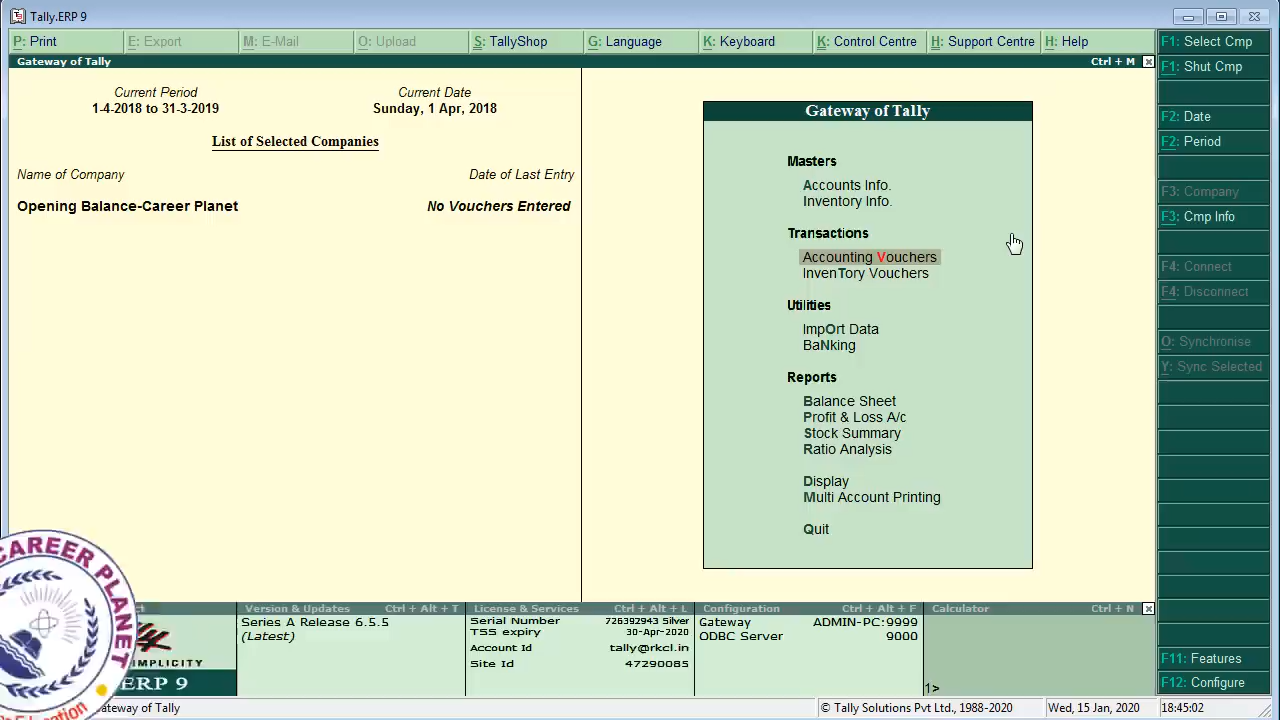 Tally.ERP 9
P: Print
E: Export
M: E-Mail
O: Upload
S: TallyShop
G: Language
K: Keyboard
K: Control Centre
H: Support Centre
H: Help
F1: Select Cmp
F1: Shut Cmp
F2: Date
F2: Period
F3: Company
F3: Cmp Info
F4: Connect
F4: Disconnect
O: Synchronise
Y: Sync Selected
F11: Features
F12: Configure
Gateway of Tally
Ctrl + M
Current Period
1-4-2018 to 31-3-2019
Current Date
Sunday, 1 Apr, 2018
List of Selected Companies
Name of Company
Date of Last Entry
Opening Balance-Career Planet
No Vouchers Entered
Gateway of Tally
Masters
Accounts Info.
Inventory Info.
Transactions
Accounting Vouchers
InvenTory Vouchers
Utilities
ImpOrt Data
BaNking
Reports
Balance Sheet
Profit & Loss A/c
Stock Summary
Ratio Analysis
Display
Multi Account Printing
Quit
CAREER PLANET
ERP 9
Version & Updates Ctrl + Alt + T
Series A Release 6.5.5
(Latest)
License & Services Ctrl + Alt + L
Serial Number 726392943 Silver
TSS expiry 30-Apr-2020
Account Id tally@rkcl.in
Site Id 47290085
Configuration Ctrl + Alt + F
Gateway ADMIN-PC:9999
ODBC Server 9000
Calculator Ctrl + N
1>
ateway of Tally
© Tally Solutions Pvt Ltd., 1988-2020
Wed, 15 Jan, 2020
18:45:02